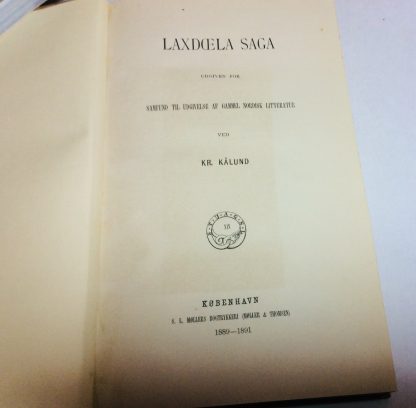 LAXDŒLA SAGA
UDGIVEN FOR
SAMFUND TIL UDGIVELSE AF GAMMEL NORDISK LITTERATUR
VED
KR. KÅLUND
KØBENHAVN
S. L. MØLLERS BOGTRYKKERI (MØLLER & THOMSEN)
1889—1891